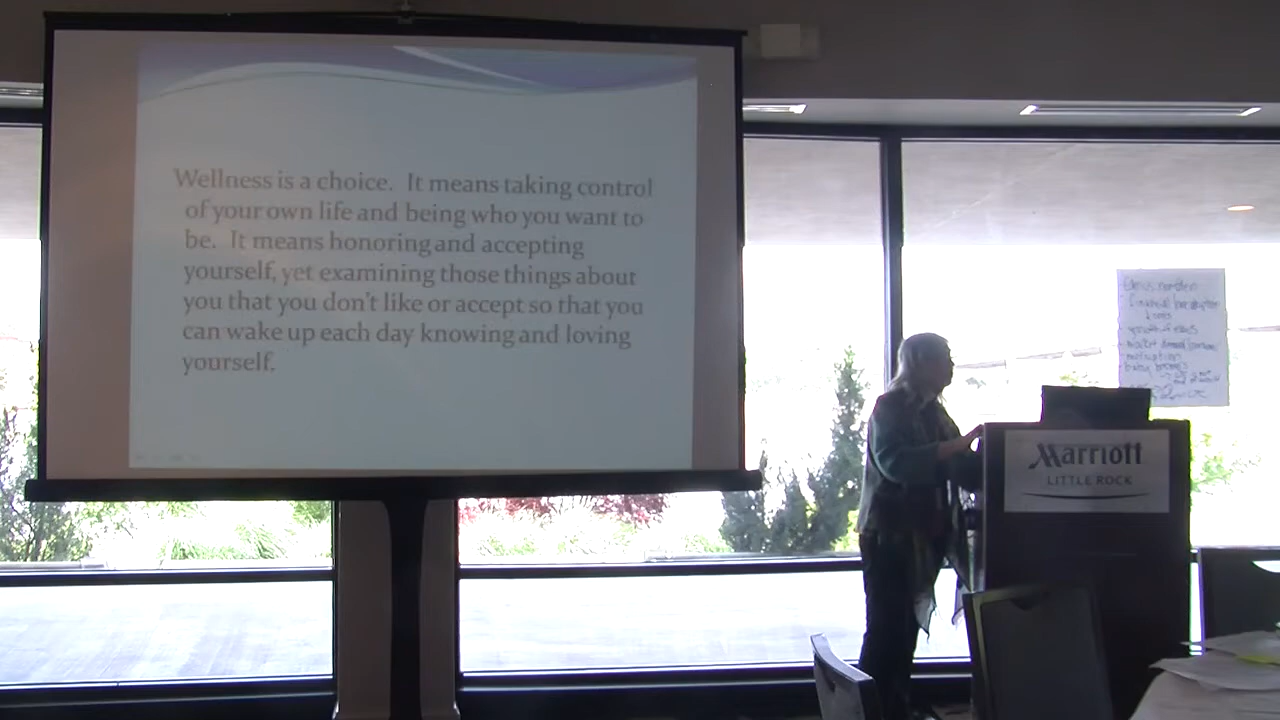 Wellness is a choice.  It means taking control
of your own life and being who you want to
be.  It means honoring and accepting
yourself, yet examining those things about
you that you don't like or accept so that you
can wake up each day knowing and loving
yourself.
Marriott
LITTLE ROCK